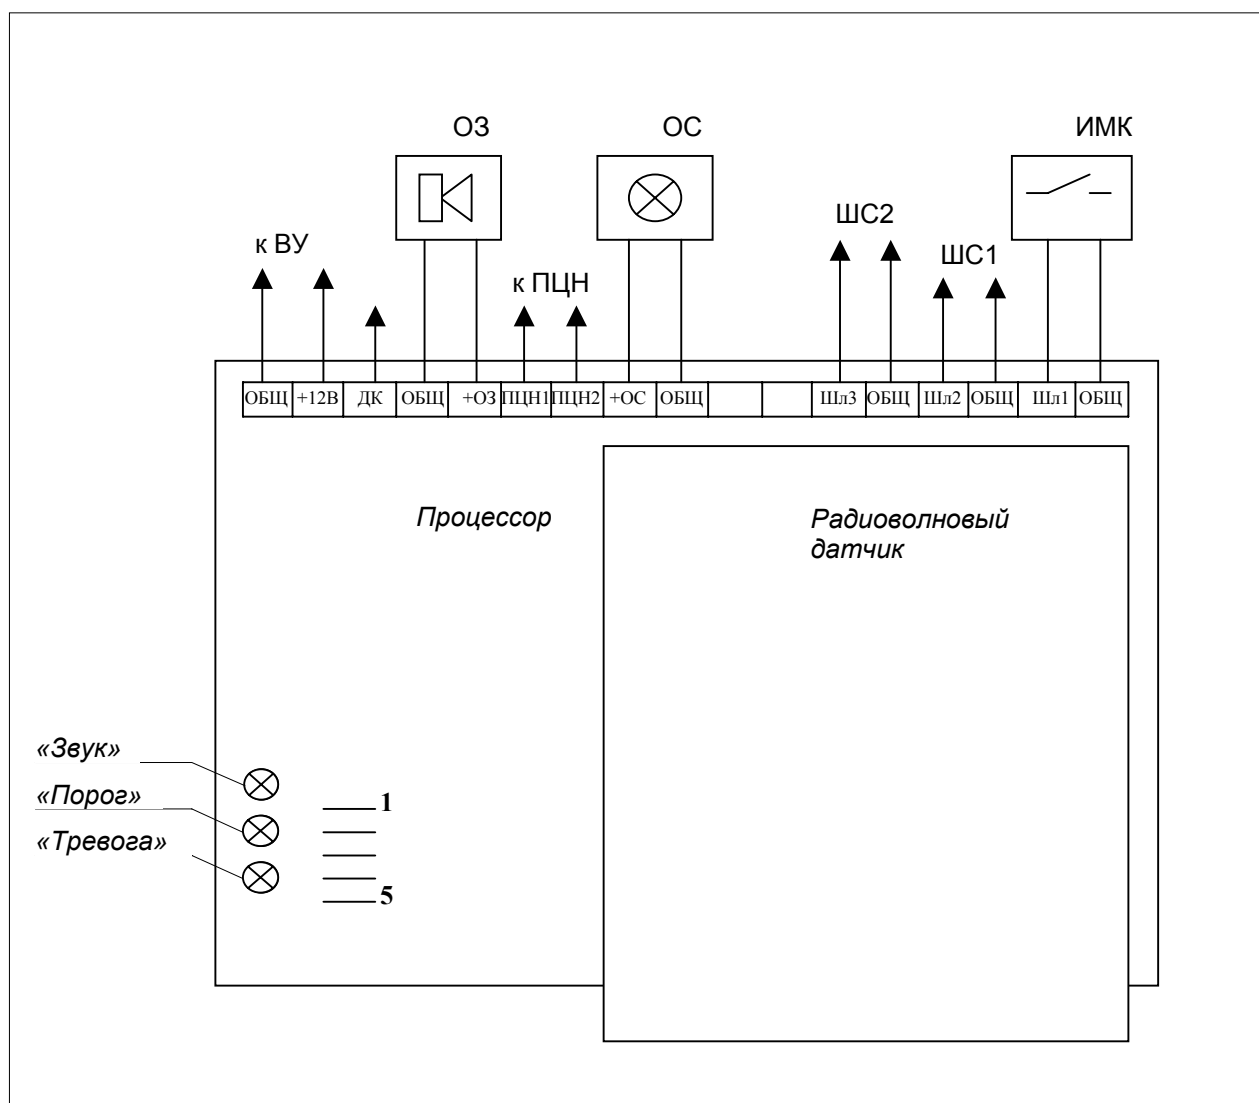 ОЗ
ОС
ИМК
ШС2
к ВУ
ШС1
к ПЦН
ОБЩ +12В ДК ОБЩ +ОЗ ПЦН1 ПЦН2 +ОС ОБЩ Шл3 ОБЩ Шл2 ОБЩ Шл1 ОБЩ
Процессор
Радиоволновый
датчик
«Звук»
«Порог»
1
«Тревога»
5